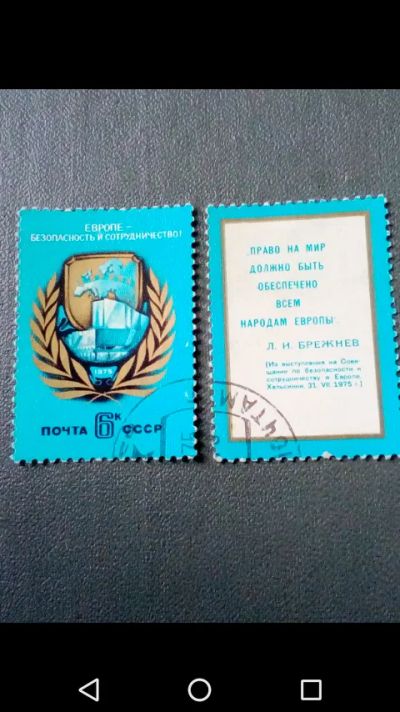 ЕВРОПЕ –
БЕЗОПАСНОСТЬ И СОТРУДНИЧЕСТВО!
1975
ПОЧТА 6К СССР
„ПРАВО НА МИР
ДОЛЖНО БЫТЬ
ОБЕСПЕЧЕНО
ВСЕМ
НАРОДАМ ЕВРОПЫ".
Л. И. БРЕЖНЕВ
(Из выступления на Сове-
щании по безопасности и
сотрудничеству в Европе,
Хельсинки, 31. VII. 1975 г.)
ПОЧТАМ